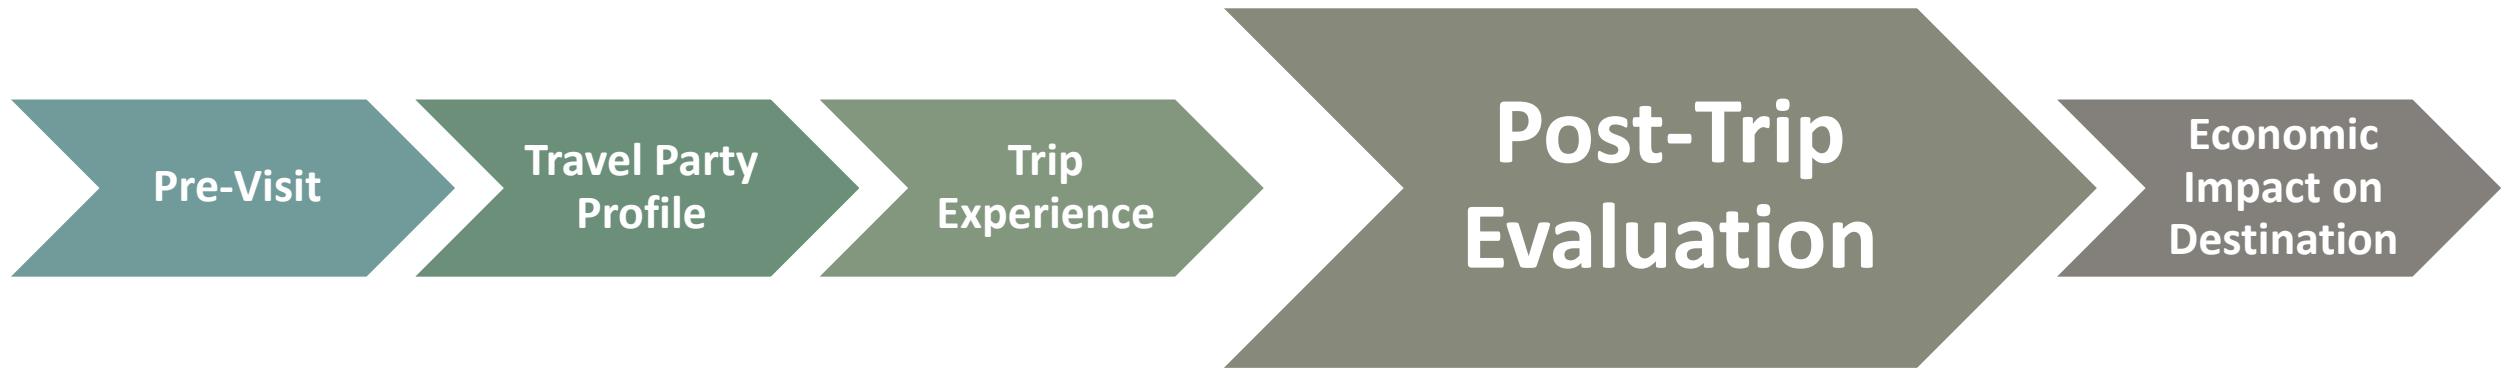 Pre-Visit
Travel Party
Profile
Trip
Experience
Post-Trip
Evaluation
Economic
Impact on
Destination